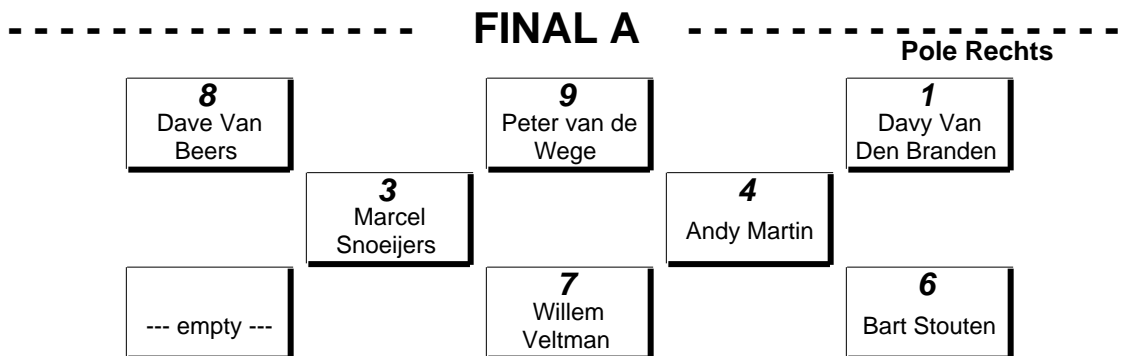 - - - - - - - - - - - - - - - - - FINAL A - - - - - - - - - - - - - - - - - -
Pole Rechts
8
Dave Van
Beers
9
Peter van de
Wege
1
Davy Van
Den Branden
3
Marcel
Snoeijers
4
Andy Martin
--- empty ---
7
Willem
Veltman
6
Bart Stouten